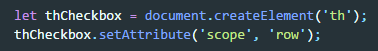 let thCheckbox = document.createElement('th');
thCheckbox.setAttribute('scope', 'row');